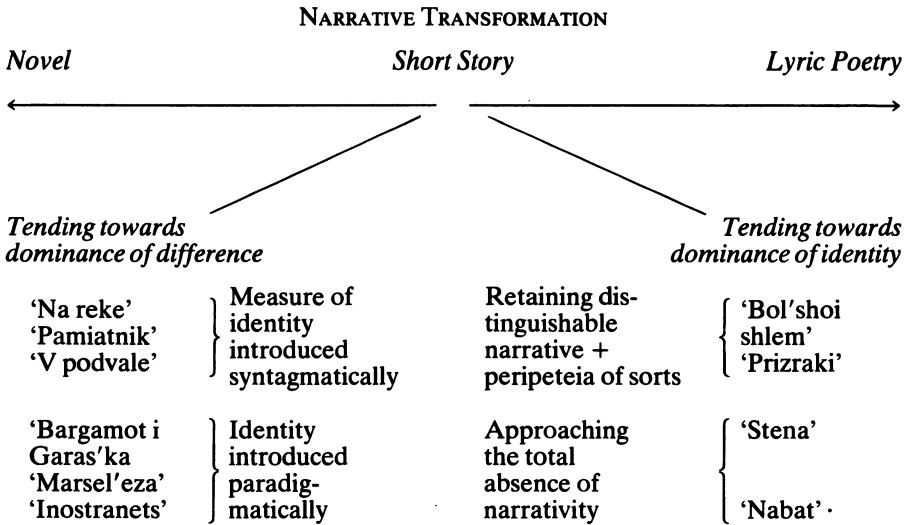 NARRATIVE TRANSFORMATION
Novel Short Story Lyric Poetry
Tending towards
dominance of difference
Tending towards
dominance of identity
‘Na reke’
‘Pamiatnik’
‘V podvale’
Measure of
identity
introduced
syntagmatically
Retaining dis-
tinguishable
narrative +
peripeteia of sorts
‘Bol'shoi
shlem’
‘Prizraki’
‘Bargamot i
Garas'ka
‘Marsel'eza’
‘Inostranets’
Identity
introduced
paradig-
matically
Approaching
the total
absence of
narrativity
‘Stena’
‘Nabat’